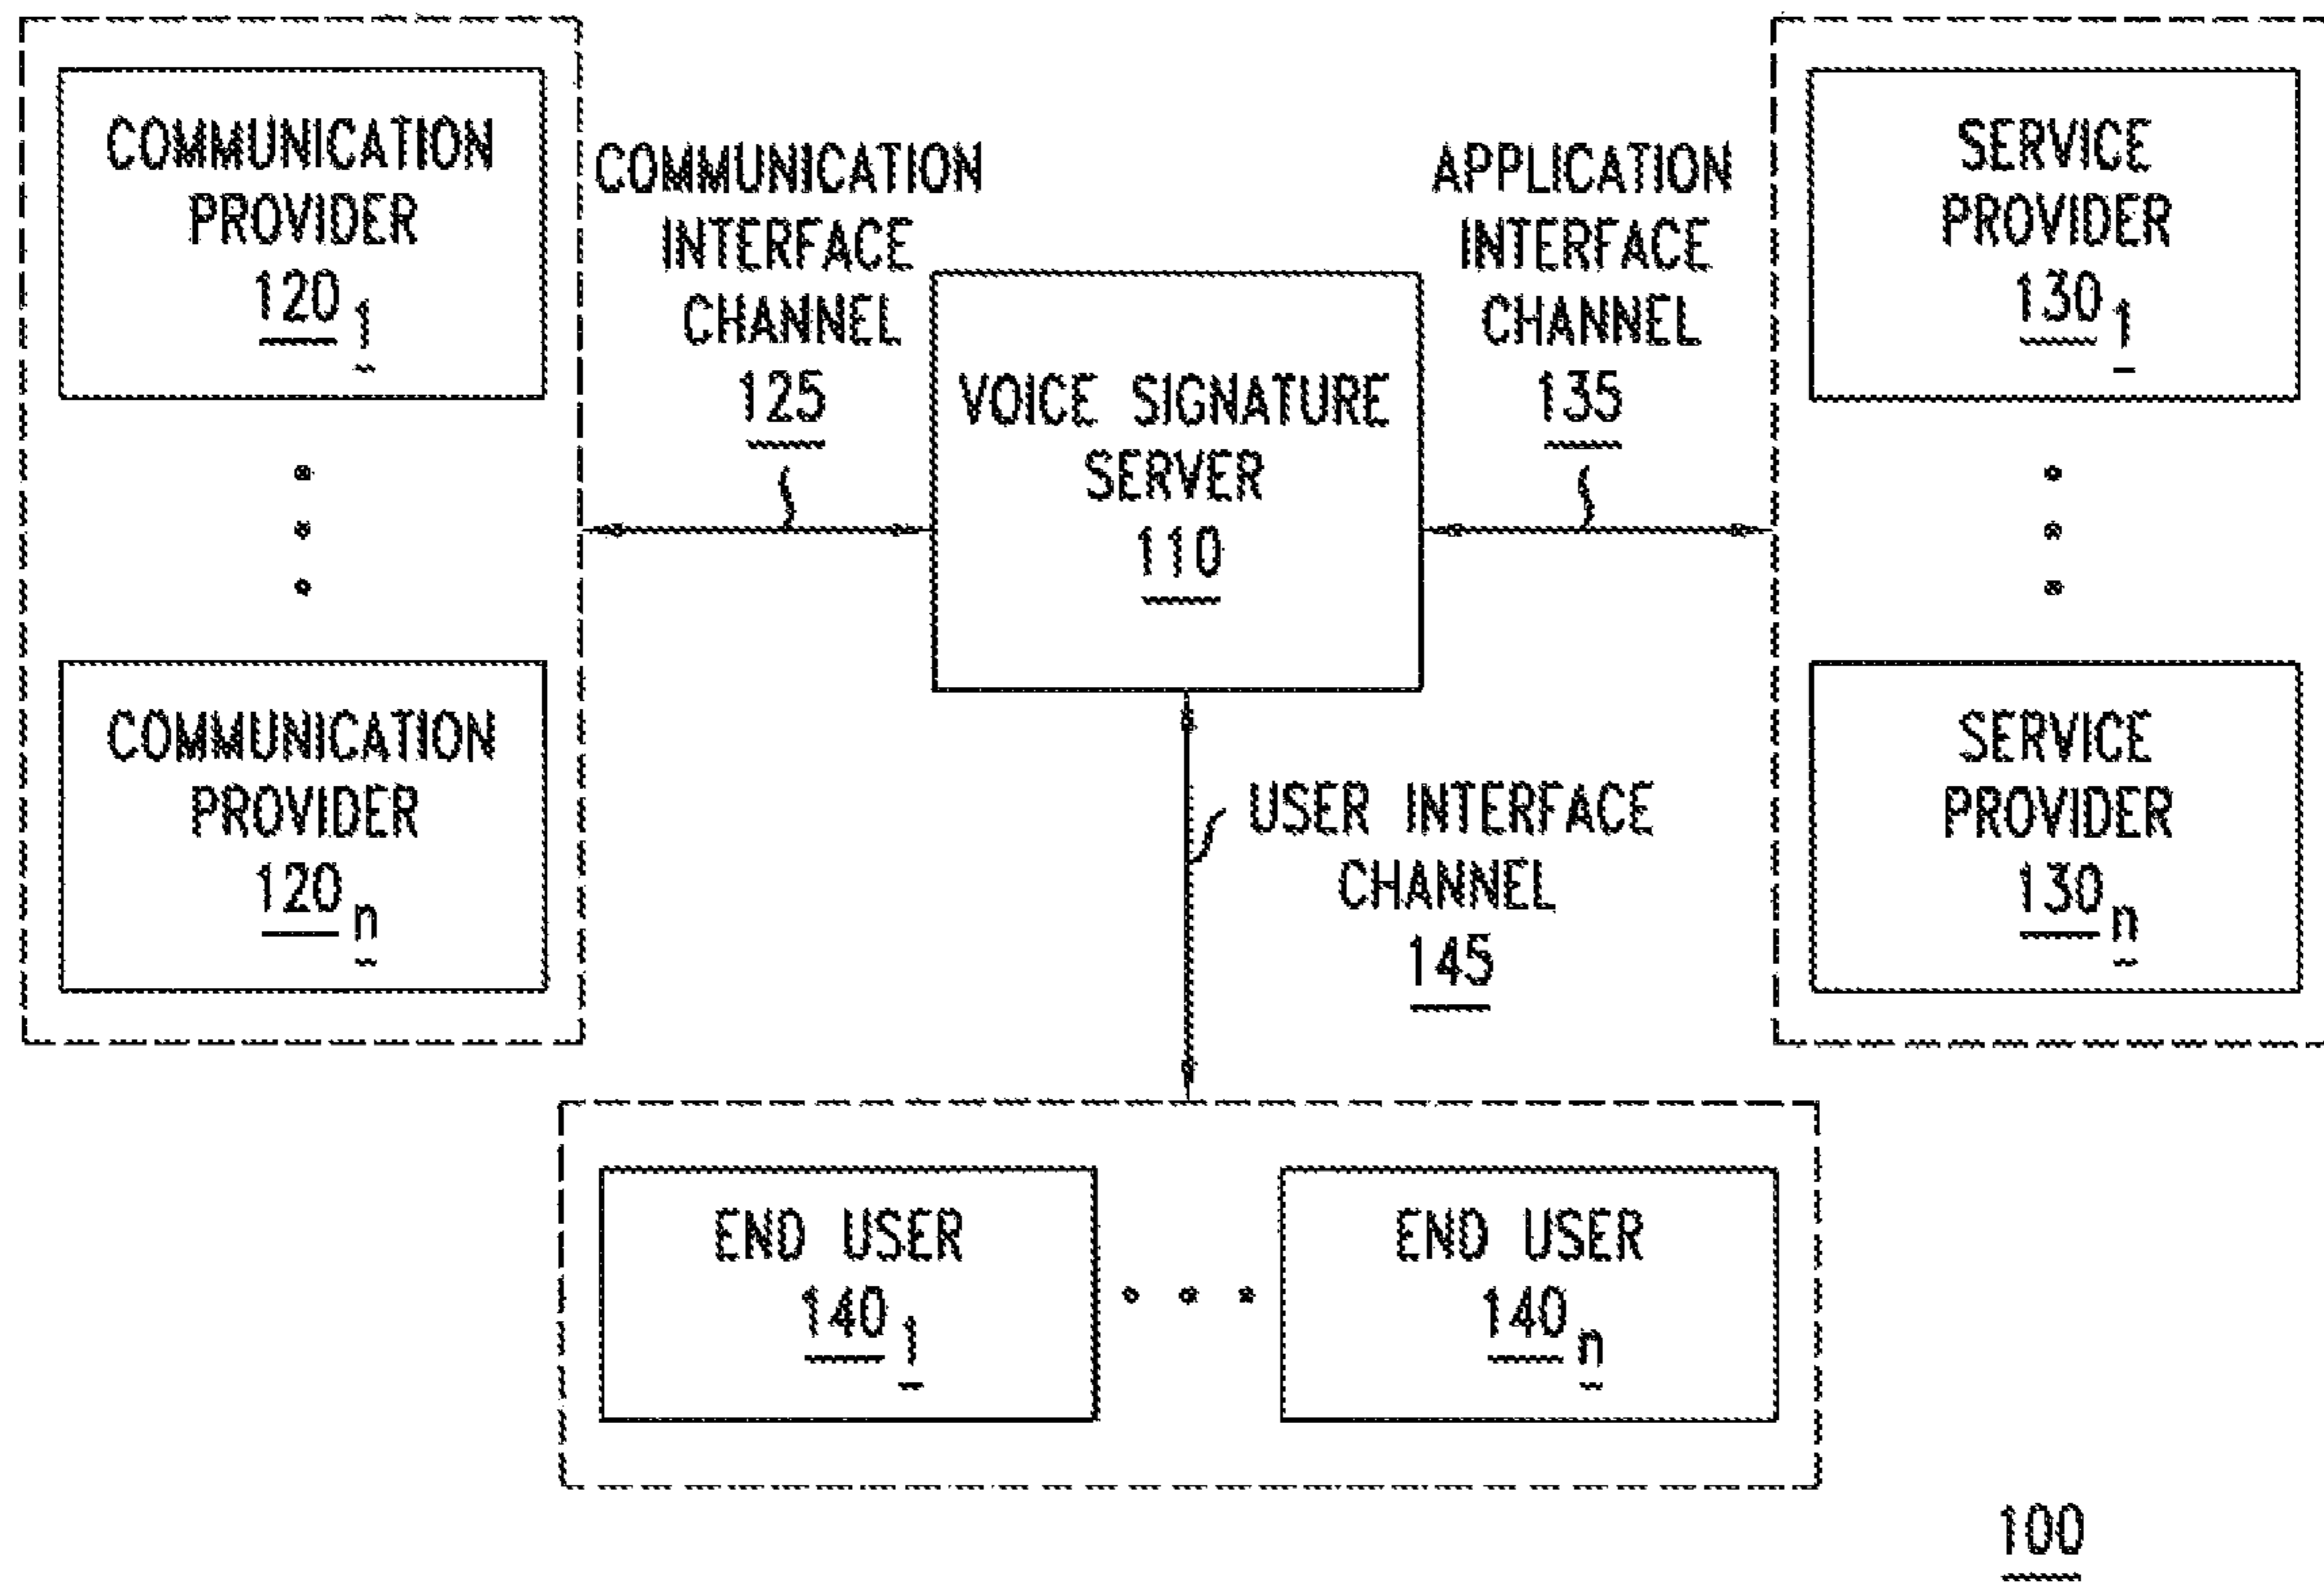 COMMUNICATION
PROVIDER
120 1
COMMUNICATION
PROVIDER
120 n
COMMUNICATION
INTERFACE
CHANNEL
125
VOICE SIGNATURE
SERVER
110
APPLICATION
INTERFACE
CHANNEL
135
SERVICE
PROVIDER
130 1
SERVICE
PROVIDER
130 n
USER INTERFACE
CHANNEL
145
END USER
140 1
END USER
140 n
100